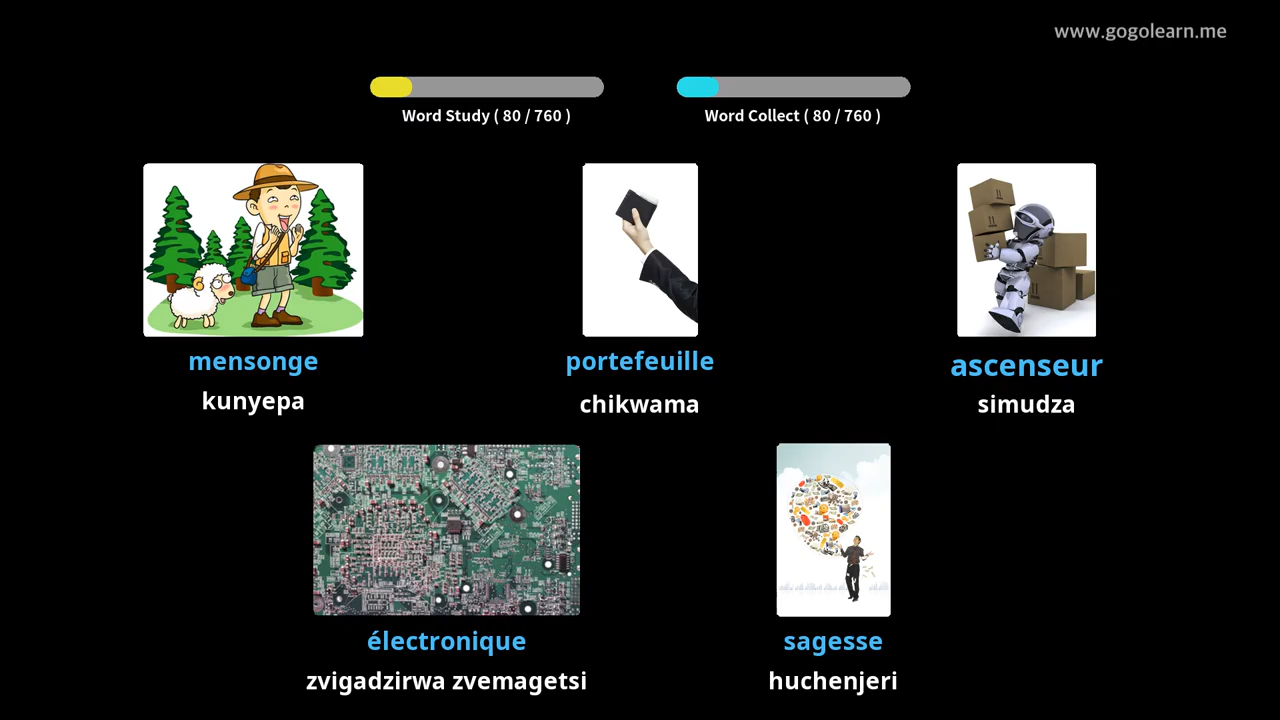 www.gogolearn.me
Word Study ( 80 / 760 )
Word Collect ( 80 / 760 )
mensonge
kunyepa
portefeuille
chikwama
ascenseur
simudza
électronique
zvigadzirwa zvemagetsi
sagesse
huchenjeri